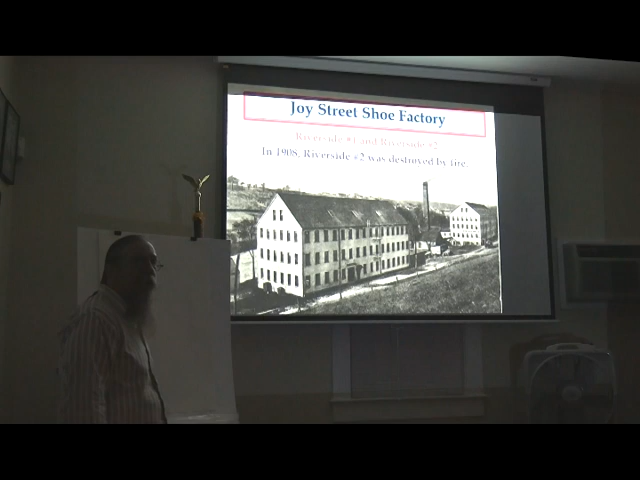 Joy Street Shoe Factory
Riverside #1 and Riverside #2
In 1908, Riverside #2 was destroyed by fire.